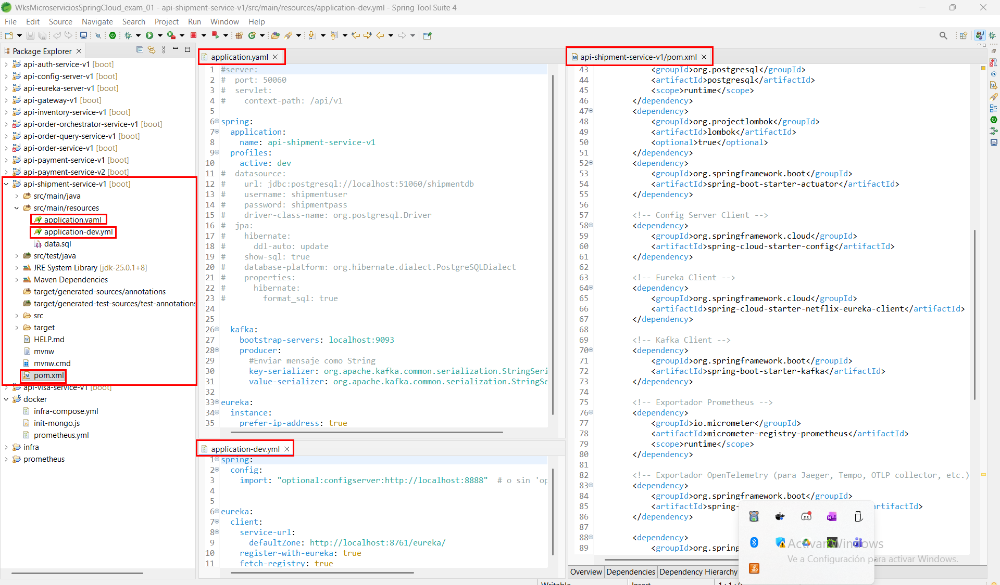 WksMicroserviciosSpringCloud_exam_01 - api-shipment-service-v1/src/main/resources/application-dev.yml - Spring Tool Suite 4
File Edit Source Navigate Search Project Run Window Help
Package Explorer
api-auth-service-v1 [boot]
api-config-server-v1 [boot]
api-eureka-server-v1 [boot]
api-gateway-v1 [boot]
api-inventory-service-v1 [boot]
api-order-orchestrator-service-v1 [boot]
api-order-query-service-v1 [boot]
api-order-service-v1 [boot]
api-payment-service-v1 [boot]
api-payment-service-v2 [boot]
api-shipment-service-v1 [boot]
src/main/java
src/main/resources
application.yaml
application-dev.yml
data.sql
src/test/java
JRE System Library [jdk-25.0.1+8]
Maven Dependencies
target/generated-sources/annotations
target/generated-test-sources/test-annotations
src
target
HELP.md
mvnw
mvnw.cmd
pom.xml
api-visa-service-v1 [boot]
docker
infra-compose.yml
init-mongo.js
prometheus.yml
infra
prometheus
application.yaml
1 #server:
2 #  port: 50060
3 #  servlet:
4 #    context-path: /api/v1
5
6 spring:
7   application:
8     name: api-shipment-service-v1
9   profiles:
10     active: dev
11 #  datasource:
12 #    url: jdbc:postgresql://localhost:51060/shipmentdb
13 #    username: shipmentuser
14 #    password: shipmentpass
15 #    driver-class-name: org.postgresql.Driver
16 #  jpa:
17 #    hibernate:
18 #      ddl-auto: update
19 #    show-sql: true
20 #    database-platform: org.hibernate.dialect.PostgreSQLDialect
21 #    properties:
22 #      hibernate:
23 #        format_sql: true
24
25
26   kafka:
27     bootstrap-servers: localhost:9093
28     producer:
29       #Enviar mensaje como String
30       key-serializer: org.apache.kafka.common.serialization.StringSeri
31       value-serializer: org.apache.kafka.common.serialization.StringSe
32
33 eureka:
34   instance:
35     prefer-ip-address: true
application-dev.yml
1 spring:
2   config:
3     import: "optional:configserver:http://localhost:8888"  # o sin 'op
4
5
6 eureka:
7   client:
8     service-url:
9       defaultZone: http://localhost:8761/eureka/
10     register-with-eureka: true
11     fetch-registry: true
api-shipment-service-v1/pom.xml
43 <groupId>org.postgresql</groupId>
44 <artifactId>postgresql</artifactId>
45 <scope>runtime</scope>
46 </dependency>
47 <dependency>
48 <groupId>org.projectlombok</groupId>
49 <artifactId>lombok</artifactId>
50 <optional>true</optional>
51 </dependency>
52 <dependency>
53 <groupId>org.springframework.boot</groupId>
54 <artifactId>spring-boot-starter-actuator</artifactId>
55 </dependency>
56
57 <!-- Config Server Client -->
58 <dependency>
59 <groupId>org.springframework.cloud</groupId>
60 <artifactId>spring-cloud-starter-config</artifactId>
61 </dependency>
62
63 <!-- Eureka Client -->
64 <dependency>
65 <groupId>org.springframework.cloud</groupId>
66 <artifactId>spring-cloud-starter-netflix-eureka-client</artifactId>
67 </dependency>
68
69 <!-- Kafka Client -->
70 <dependency>
71 <groupId>org.springframework.boot</groupId>
72 <artifactId>spring-boot-starter-kafka</artifactId>
73 </dependency>
74
75 <!-- Exportador Prometheus -->
76 <dependency>
77 <groupId>io.micrometer</groupId>
78 <artifactId>micrometer-registry-prometheus</artifactId>
79 <scope>runtime</scope>
80 </dependency>
81
82 <!-- Exportador OpenTelemetry (para Jaeger, Tempo, OTLP collector, etc.)
83 <dependency>
84 <groupId>org.springframework.boot</groupId>
85 <artifactId>spring- artifactId>
86 </dependency>
87
88 <dependency>
89 <groupId>org.spring
Overview Dependencies Dependency Hierarchy
Activar Windows
Ve a Configuración para activar Windows.
Writable Insert